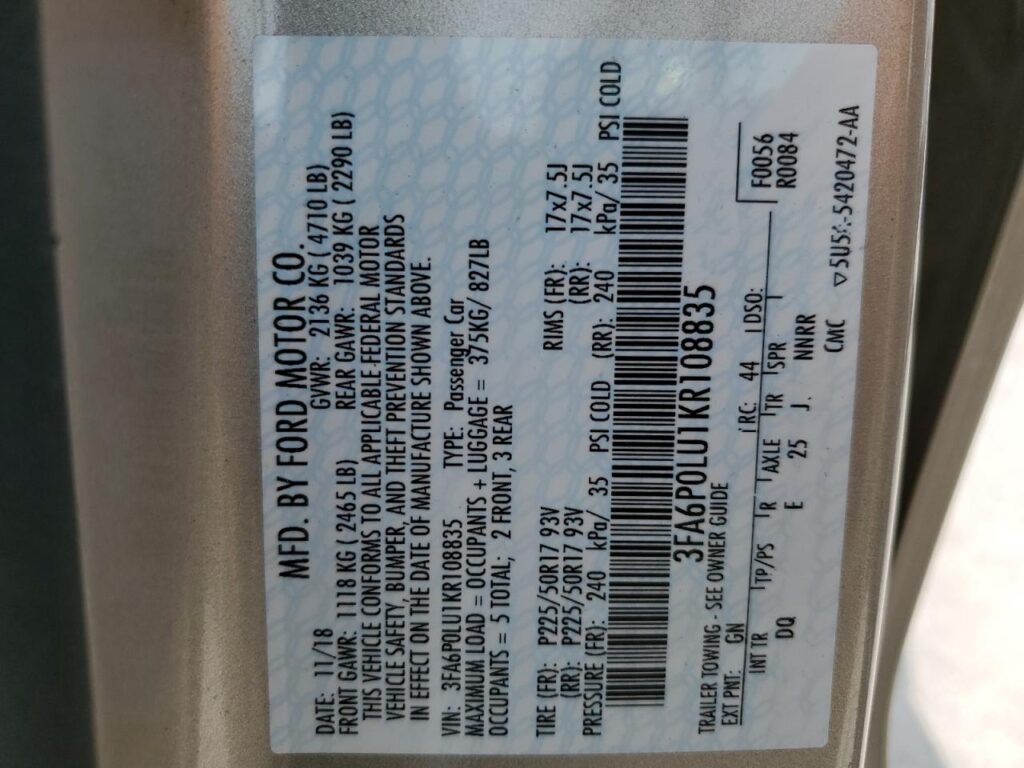 MFD. BY FORD MOTOR CO.
DATE: 11/18 GVWR: 2136 KG ( 4710 LB)
FRONT GAWR: 1118 KG ( 2465 LB) REAR GAWR: 1039 KG ( 2290 LB)
THIS VEHICLE CONFORMS TO ALL APPLICABLE FEDERAL MOTOR
VEHICLE SAFETY, BUMPER, AND THEFT PREVENTION STANDARDS
IN EFFECT ON THE DATE OF MANUFACTURE SHOWN ABOVE.
VIN: 3FA6P0LU1KR108835 TYPE: Passenger Car
MAXIMUM LOAD = OCCUPANTS + LUGGAGE = 375KG/ 827LB
OCCUPANTS = 5 TOTAL; 2 FRONT, 3 REAR
TIRE (FR): P225/50R17 93V RIMS (FR): 17x7.5J
(RR): P225/50R17 93V (RR): 17x7.5J
PRESSURE (FR): 240 kPa/ 35 PSI COLD (RR): 240 kPa/ 35 PSI COLD
3FA6P0LU1KR108835
TRAILER TOWING - SEE OWNER GUIDE F0056
EXT PNT: GN RC: 44 DSO: R0084
INT TR TP/PS R AXLE TR SPR
DQ E 25 J. NNRR
CMC
5420472-AA